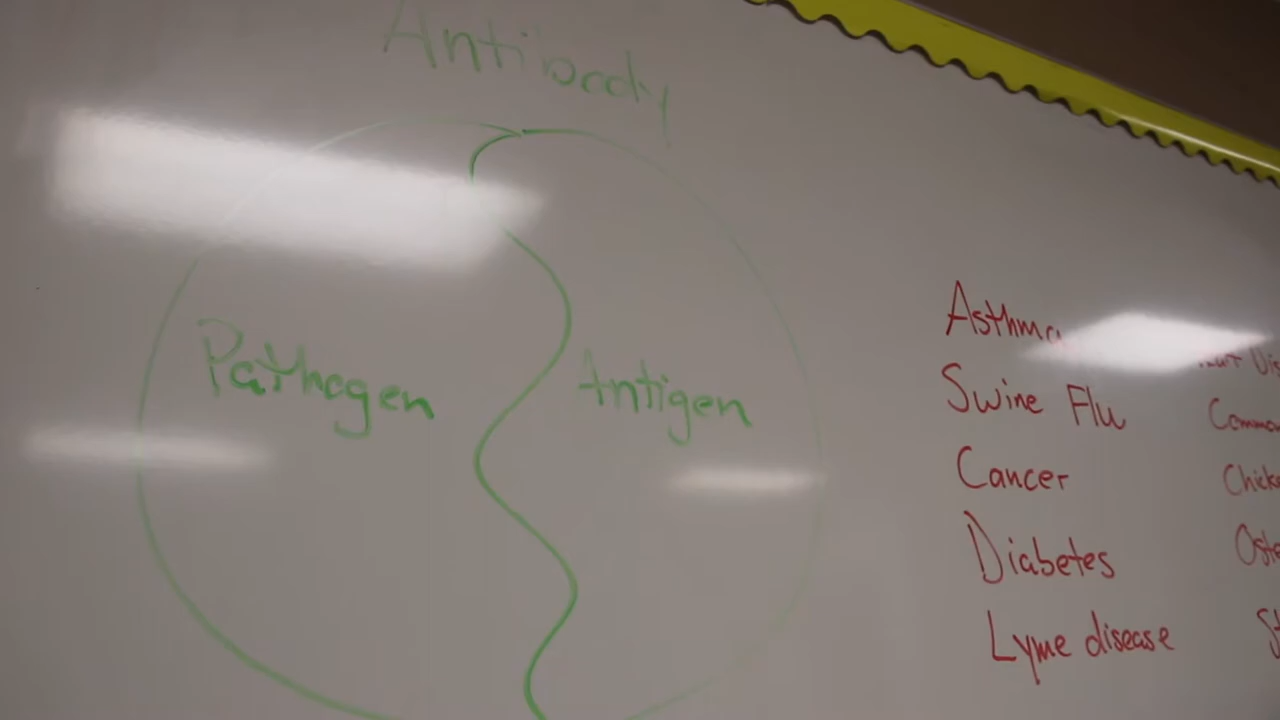 Antibody
Pathogen
Antigen
Asthma
Swine Flu
Cancer
Diabetes
Lyme disease